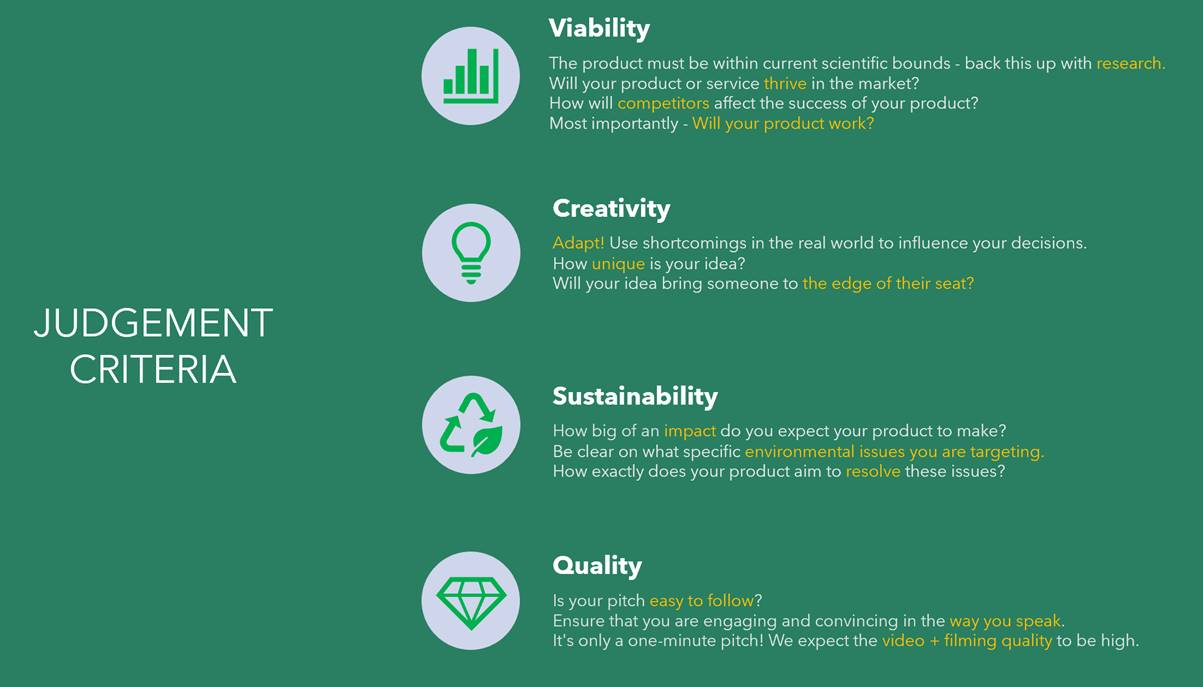 JUDGEMENT
CRITERIA
Viability
The product must be within current scientific bounds - back this up with research.
Will your product or service thrive in the market?
How will competitors affect the success of your product?
Most importantly - Will your product work?
Creativity
Adapt! Use shortcomings in the real world to influence your decisions.
How unique is your idea?
Will your idea bring someone to the edge of their seat?
Sustainability
How big of an impact do you expect your product to make?
Be clear on what specific environmental issues you are targeting.
How exactly does your product aim to resolve these issues?
Quality
Is your pitch easy to follow?
Ensure that you are engaging and convincing in the way you speak.
It's only a one-minute pitch! We expect the video + filming quality to be high.